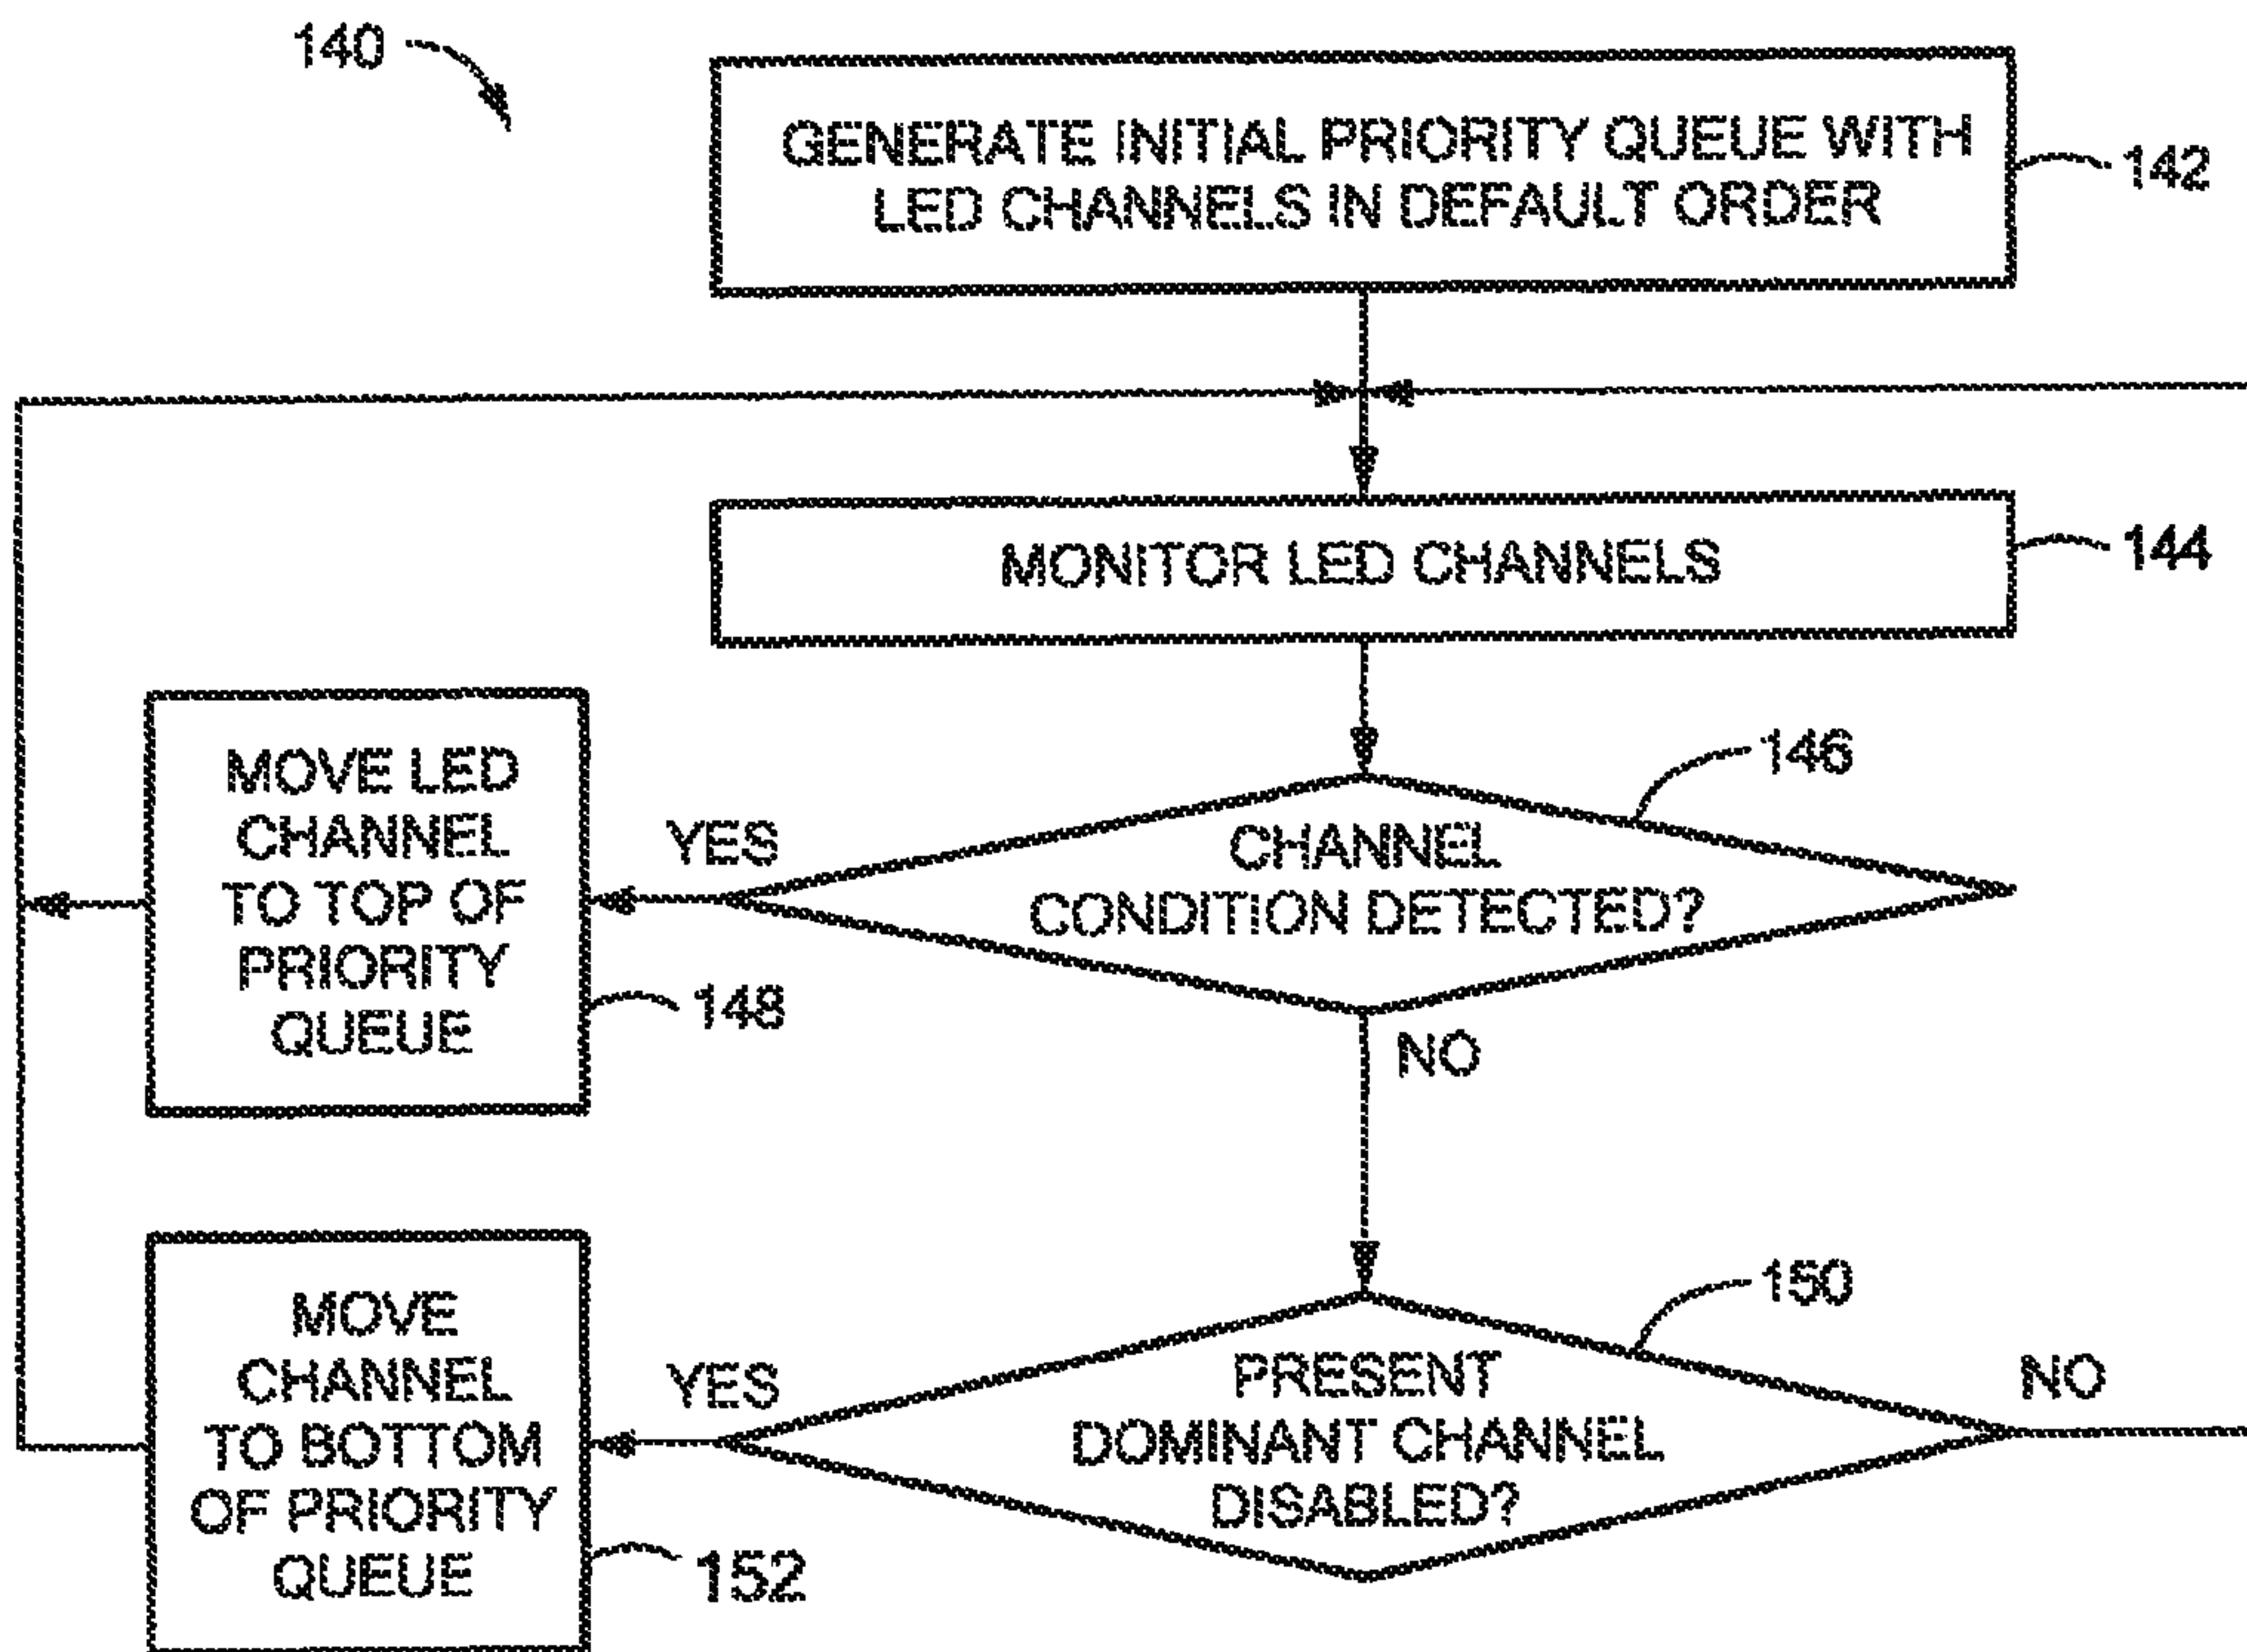 140
GENERATE INITIAL PRIORITY QUEUE WITH
LED CHANNELS IN DEFAULT ORDER
142
MONITOR LED CHANNELS
144
146
CHANNEL
CONDITION DETECTED?
YES
MOVE LED
CHANNEL
TO TOP OF
PRIORITY
QUEUE
148
NO
150
PRESENT
DOMINANT CHANNEL
DISABLED?
NO
YES
MOVE
CHANNEL
TO BOTTOM
OF PRIORITY
QUEUE
152